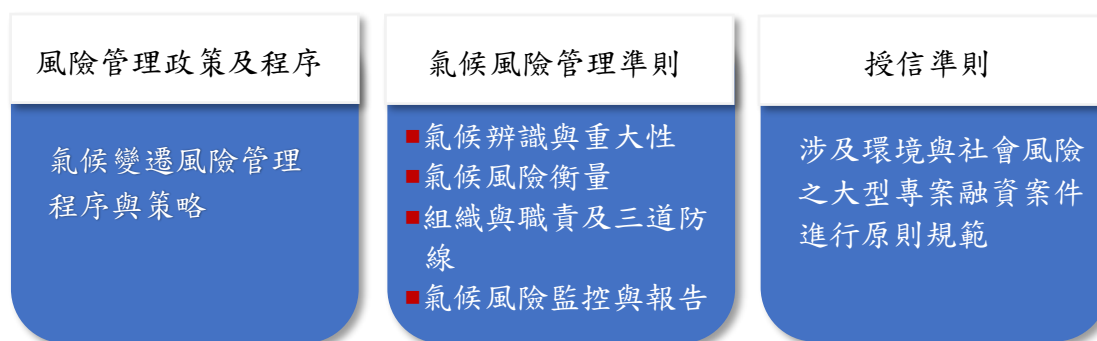 風險管理政策及程序
氣候變遷風險管理
程序與策略
氣候風險管理準則
■氣候辨識與重大性
■氣候風險衡量
■組織與職責及三道防
線
■氣候風險監控與報告
授信準則
涉及環境與社會風險
之大型專案融資案件
進行原則規範